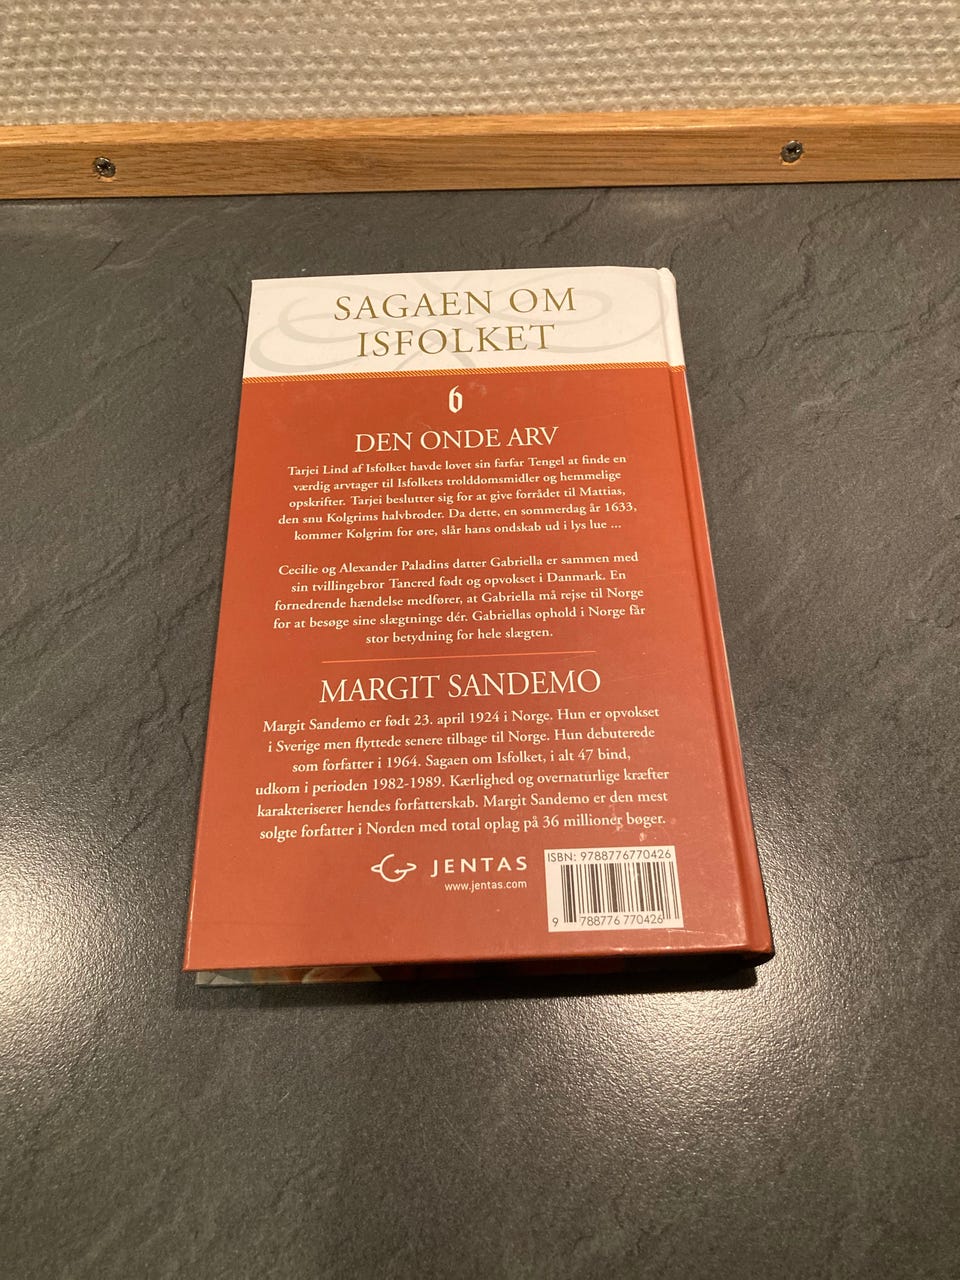 SAGAEN OM
ISFOLKET
6
DEN ONDE ARV
Tarjei Lind af Isfolket havde lovet sin farfar Tengel at finde en
værdig arvtager til Isfolkets trolddomsmidler og hemmelige
opskrifter. Tarjei beslutter sig for at give forrådet til Mattias,
den snu Kolgrims halvbroder. Da dette, en sommerdag år 1633,
kommer Kolgrim for øre, slår hans ondskab ud i lys lue ...
Cecilie og Alexander Paladins datter Gabriella er sammen med
sin tvillingebror Tancred født og opvokset i Danmark. En
fornedrende hændelse medfører, at Gabriella må rejse til Norge
for at besøge sine slægtninge dér. Gabriellas ophold i Norge får
stor betydning for hele slægten.
MARGIT SANDEMO
Margit Sandemo er født 23. april 1924 i Norge. Hun er opvokset
i Sverige men flyttede senere tilbage til Norge. Hun debuterede
som forfatter i 1964. Sagaen om Isfolket, i alt 47 bind,
udkom i perioden 1982-1989. Kærlighed og overnaturlige kræfter
karakteriserer hendes forfatterskab. Margit Sandemo er den mest
solgte forfatter i Norden med total oplag på 36 millioner bøger.
JENTAS
www.jentas.com
ISBN: 9788776770426
9 788776 770426